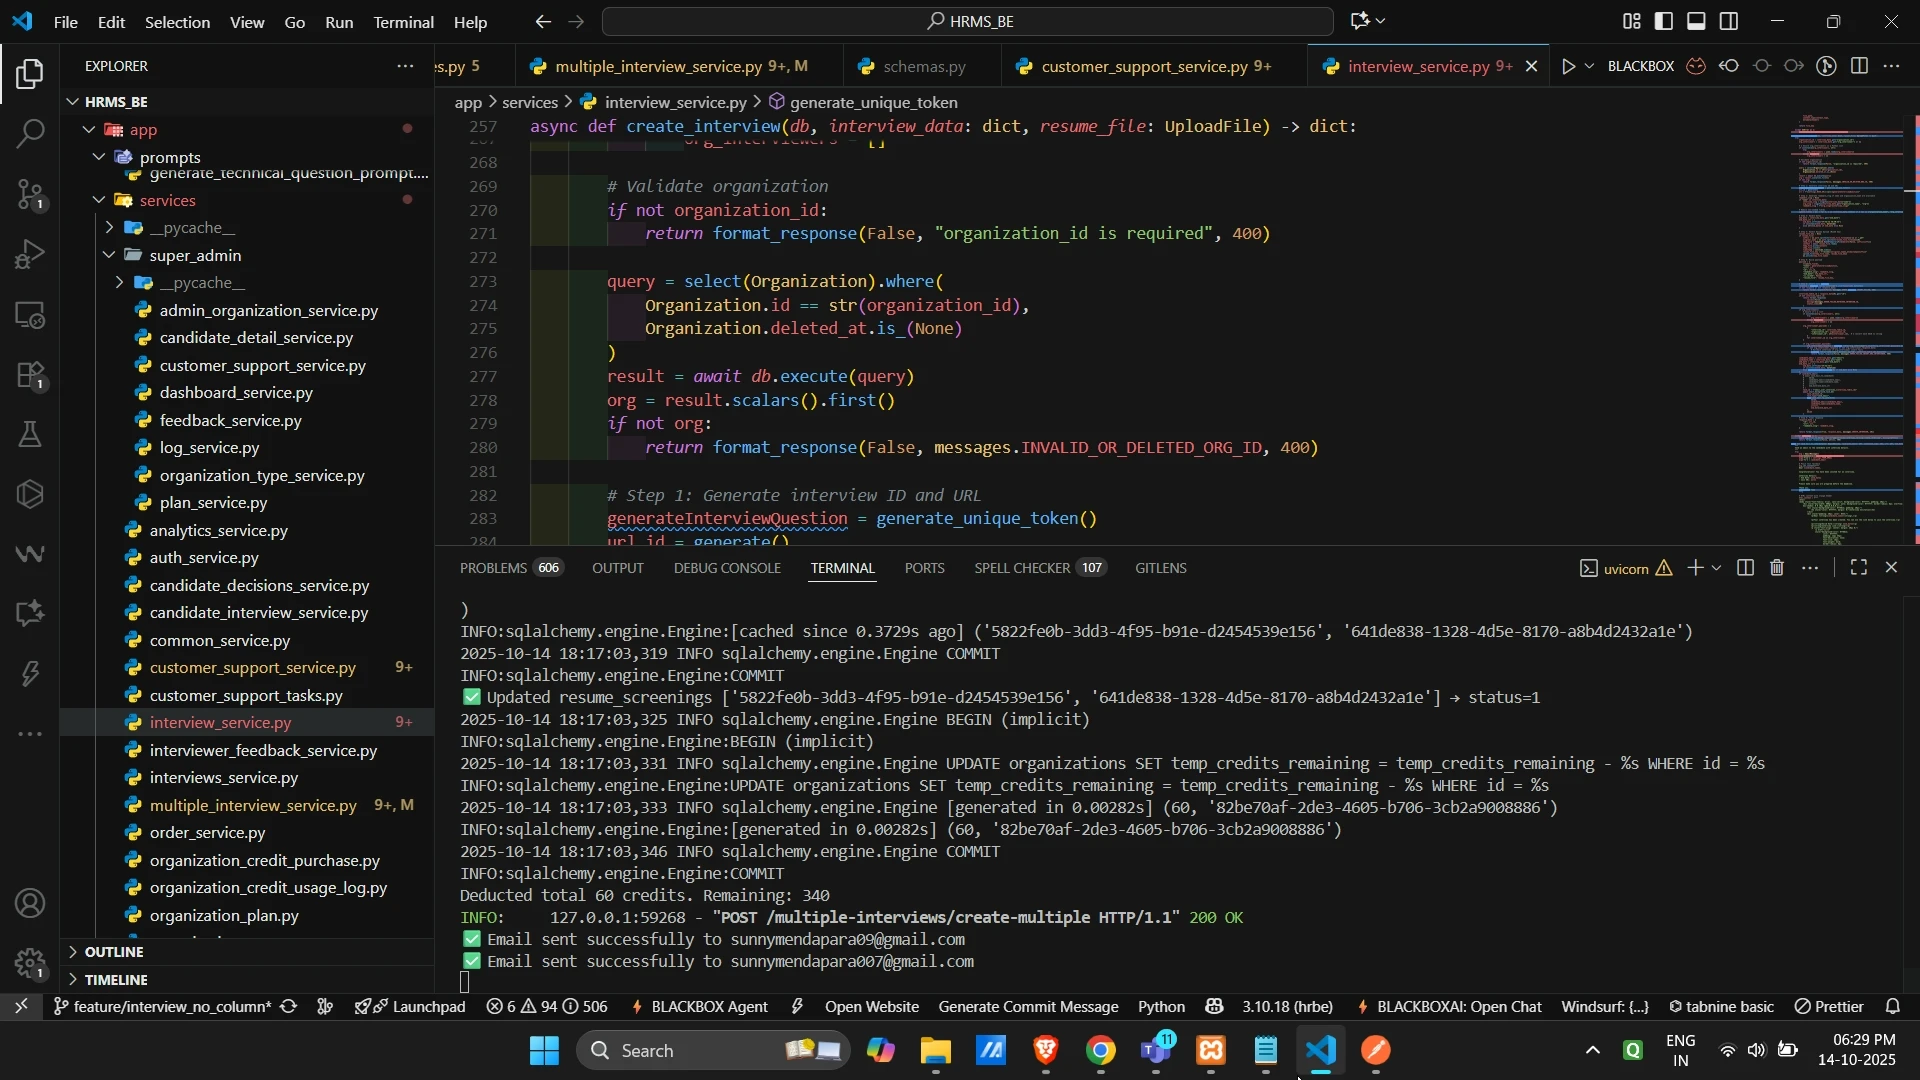 File Edit Selection View Go Run Terminal Help
HRMS_BE
EXPLORER
s.py 5
multiple_interview_service.py 9+, M
schemas.py
customer_support_service.py 9+
interview_service.py 9+
BLACKBOX
HRMS_BE
app
prompts
generate_technical_question_prompt....
services
__pycache__
super_admin
__pycache__
admin_organization_service.py
candidate_detail_service.py
customer_support_service.py
dashboard_service.py
feedback_service.py
log_service.py
organization_type_service.py
plan_service.py
analytics_service.py
auth_service.py
candidate_decisions_service.py
candidate_interview_service.py
common_service.py
customer_support_service.py 9+
customer_support_tasks.py
interview_service.py 9+
interviewer_feedback_service.py
interviews_service.py
multiple_interview_service.py 9+, M
order_service.py
organization_credit_purchase.py
organization_credit_usage_log.py
organization_plan.py
OUTLINE
TIMELINE
app > services > interview_service.py > generate_unique_token
257 async def create_interview(db, interview_data: dict, resume_file: UploadFile) -> dict:
267 org_interviewers = []
268
269 # Validate organization
270 if not organization_id:
271 return format_response(False, "organization_id is required", 400)
272
273 query = select(Organization).where(
274 Organization.id == str(organization_id),
275 Organization.deleted_at.is_(None)
276 )
277 result = await db.execute(query)
278 org = result.scalars().first()
279 if not org:
280 return format_response(False, messages.INVALID_OR_DELETED_ORG_ID, 400)
281
282 # Step 1: Generate interview ID and URL
283 generateInterviewQuestion = generate_unique_token()
284 url_id = generate()
PROBLEMS 606 OUTPUT DEBUG CONSOLE TERMINAL PORTS SPELL CHECKER 107 GITLENS
uvicorn
)
INFO:sqlalchemy.engine.Engine:[cached since 0.3729s ago] ('5822fe0b-3dd3-4f95-b91e-d2454539e156', '641de838-1328-4d5e-8170-a8b4d2432a1e')
2025-10-14 18:17:03,319 INFO sqlalchemy.engine.Engine COMMIT
INFO:sqlalchemy.engine.Engine:COMMIT
✅ Updated resume_screenings ['5822fe0b-3dd3-4f95-b91e-d2454539e156', '641de838-1328-4d5e-8170-a8b4d2432a1e'] → status=1
2025-10-14 18:17:03,325 INFO sqlalchemy.engine.Engine BEGIN (implicit)
INFO:sqlalchemy.engine.Engine:BEGIN (implicit)
2025-10-14 18:17:03,331 INFO sqlalchemy.engine.Engine UPDATE organizations SET temp_credits_remaining = temp_credits_remaining - %s WHERE id = %s
INFO:sqlalchemy.engine.Engine:UPDATE organizations SET temp_credits_remaining = temp_credits_remaining - %s WHERE id = %s
2025-10-14 18:17:03,333 INFO sqlalchemy.engine.Engine [generated in 0.00282s] (60, '82be70af-2de3-4605-b706-3cb2a9008886')
INFO:sqlalchemy.engine.Engine:[generated in 0.00282s] (60, '82be70af-2de3-4605-b706-3cb2a9008886')
2025-10-14 18:17:03,346 INFO sqlalchemy.engine.Engine COMMIT
INFO:sqlalchemy.engine.Engine:COMMIT
Deducted total 60 credits. Remaining: 340
INFO: 127.0.0.1:59268 - "POST /multiple-interviews/create-multiple HTTP/1.1" 200 OK
✅ Email sent successfully to sunnymendapara09@gmail.com
✅ Email sent successfully to sunnymendapara007@gmail.com
feature/interview_no_column* Launchpad 6 94 506 BLACKBOX Agent Open Website Generate Commit Message Python 3.10.18 (hrbe) BLACKBOXAI: Open Chat Windsurf: {...} tabnine basic Prettier
Search
11
ENG
IN
06:29 PM
14-10-2025